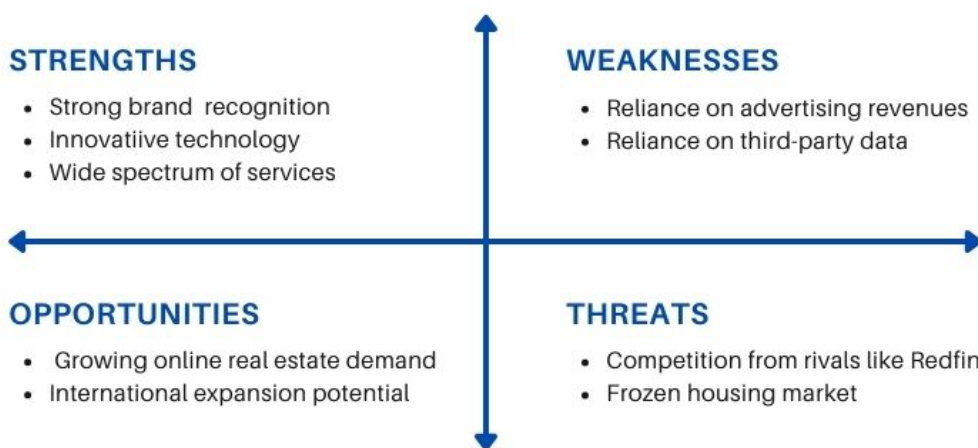 STRENGTHS
• Strong brand recognition
• Innovatiive technology
• Wide spectrum of services
WEAKNESSES
• Reliance on advertising revenues
• Reliance on third-party data
OPPORTUNITIES
• Growing online real estate demand
• International expansion potential
THREATS
• Competition from rivals like Redfin
• Frozen housing market